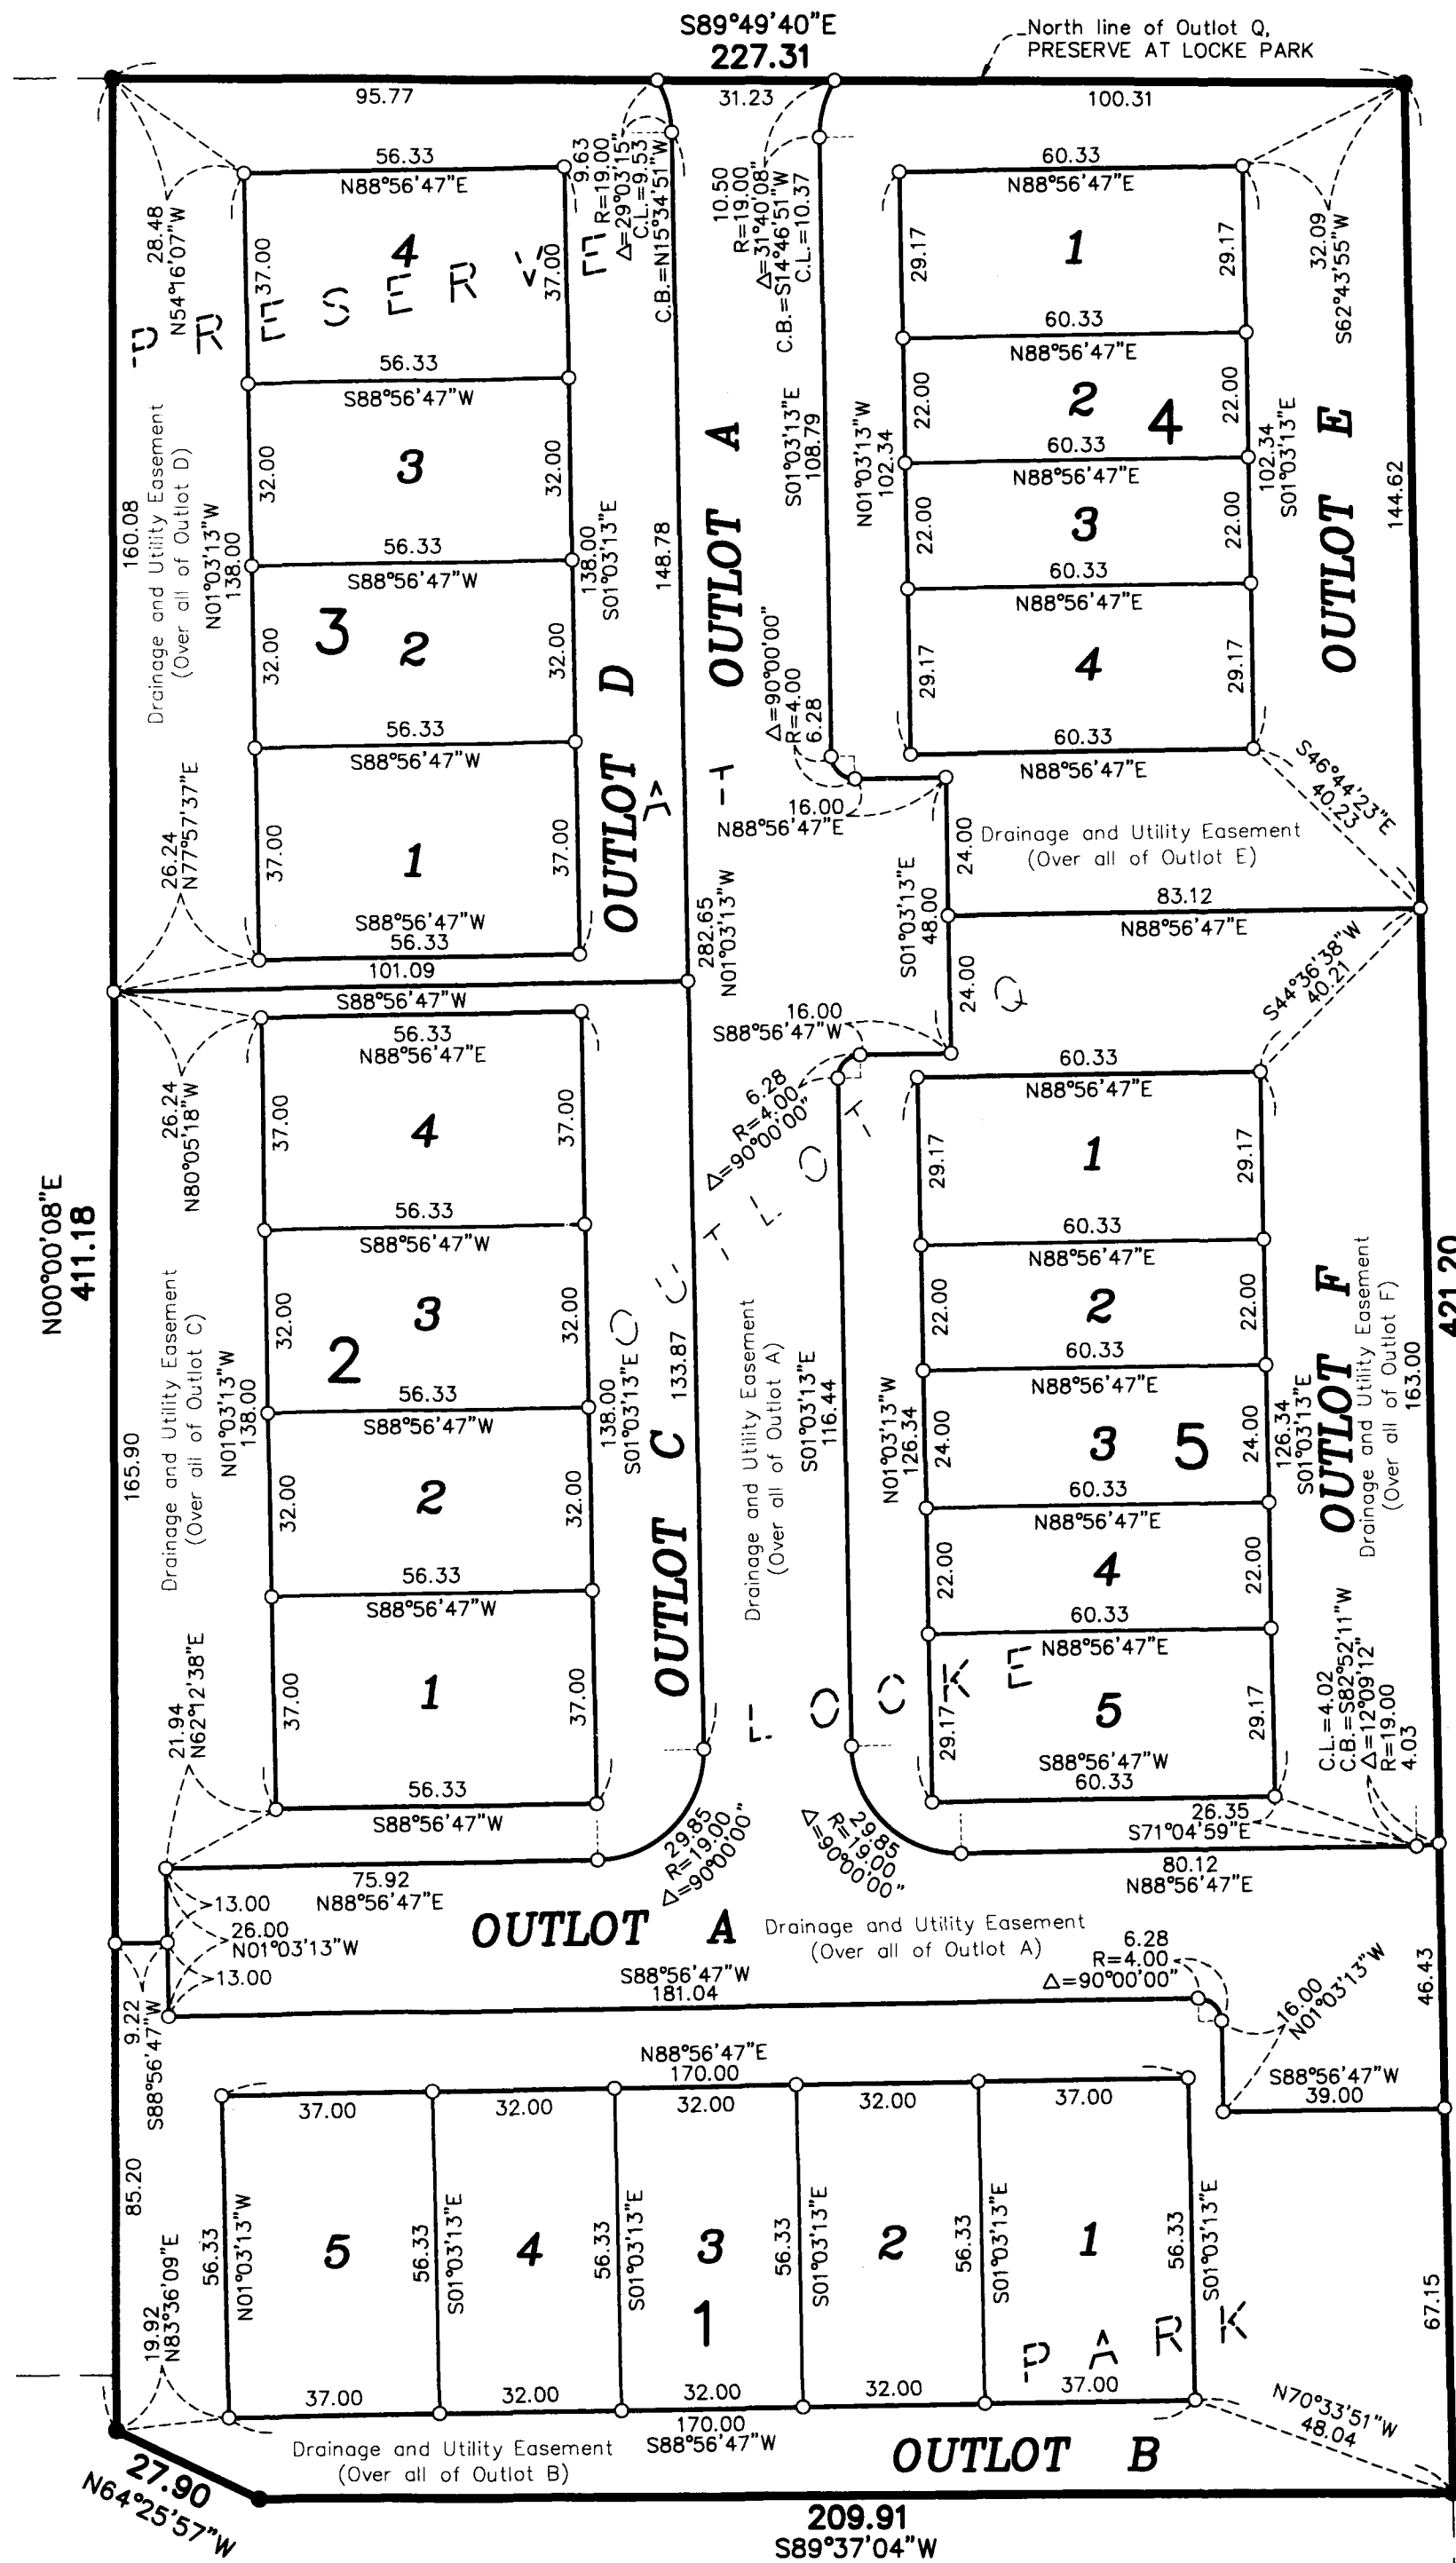 S89°49'40"E
227.31
North line of Outlot Q,
PRESERVE AT LOCKE PARK
95.77
31.23
100.31
56.33
N88°56'47"E
28.48
N54°16'07"W
37.00
4
37.00
9.63
R=19.00
Δ=29°03'15"
C.L.=9.53
C.B.=N15°34'51"W
10.50
R=19.00
Δ=31°40'08"
C.B.=S14°46'51"W
C.L.=10.37
60.33
N88°56'47"E
29.17
1
29.17
32.09
S62°43'55"W
PRESERVE
56.33
S88°56'47"W
60.33
N88°56'47"E
160.08
Drainage and Utility Easement
(Over all of Outlot D)
N01°03'13"W
138.00
32.00
3
32.00
138.00
S01°03'13"E
148.78
OUTLOT A
S01°03'13"E
108.79
N01°03'13"W
102.34
22.00
2
4
22.00
102.34
S01°03'13"E
OUTLOT E
144.62
60.33
N88°56'47"E
22.00
3
22.00
56.33
S88°56'47"W
60.33
N88°56'47"E
3
32.00
2
32.00
OUTLOT D
Δ=90°00'00"
R=4.00
6.28
29.17
4
29.17
56.33
S88°56'47"W
60.33
N88°56'47"E
26.24
N77°57'37"E
37.00
1
37.00
AT
16.00
N88°56'47"E
24.00
Drainage and Utility Easement
(Over all of Outlot E)
S46°44'23"E
40.23
S88°56'47"W
56.33
282.65
N01°03'13"W
S01°03'13"E
48.00
83.12
N88°56'47"E
101.09
S88°56'47"W
24.00
Q
S44°36'38"W
40.21
16.00
S88°56'47"W
56.33
N88°56'47"E
26.24
N80°05'18"W
6.28
R=4.00
Δ=90°00'00"
60.33
N88°56'47"E
37.00
4
37.00
OUTLOT
29.17
1
29.17
N00°00'08"E
411.18
56.33
S88°56'47"W
60.33
N88°56'47"E
421.20
165.90
Drainage and Utility Easement
(Over all of Outlot C)
N01°03'13"W
138.00
32.00
3
2
32.00
138.00
S01°03'13"E
133.87
OUTLOT C
Drainage and Utility Easement
(Over all of Outlot A)
S01°03'13"E
116.44
22.00
2
22.00
60.33
N88°56'47"E
OUTLOT F
Drainage and Utility Easement
(Over all of Outlot F)
163.00
56.33
S88°56'47"W
N01°03'13"W
126.34
24.00
3
5
24.00
126.34
S01°03'13"E
32.00
2
32.00
60.33
N88°56'47"E
22.00
4
22.00
56.33
S88°56'47"W
60.33
N88°56'47"E
21.94
N62°12'38"E
37.00
1
37.00
LOCKE
29.17
5
29.17
C.L.=4.02
C.B.=S82°52'11"W
Δ=12°09'12"
R=19.00
4.03
56.33
S88°56'47"W
29.85
R=19.00
Δ=90°00'00"
29.85
R=19.00
Δ=90°00'00"
S88°56'47"W
60.33
26.35
S71°04'59"E
75.92
N88°56'47"E
80.12
N88°56'47"E
13.00
26.00
N01°03'13"W
13.00
OUTLOT A
Drainage and Utility Easement
(Over all of Outlot A)
S88°56'47"W
181.04
6.28
R=4.00
Δ=90°00'00"
16.00
N01°03'13"W
46.43
9.22
S88°56'47"W
N88°56'47"E
170.00
S88°56'47"W
39.00
37.00
32.00
32.00
32.00
37.00
85.20
56.33
N01°03'13"W
5
56.33
S01°03'13"E
4
56.33
S01°03'13"E
3
56.33
S01°03'13"E
2
56.33
S01°03'13"E
1
56.33
S01°03'13"E
1
PARK
67.15
19.92
N83°36'09"E
37.00
32.00
32.00
32.00
37.00
170.00
S88°56'47"W
N70°33'51"W
48.04
Drainage and Utility Easement
(Over all of Outlot B)
OUTLOT B
27.90
N64°25'57"W
209.91
S89°37'04"W